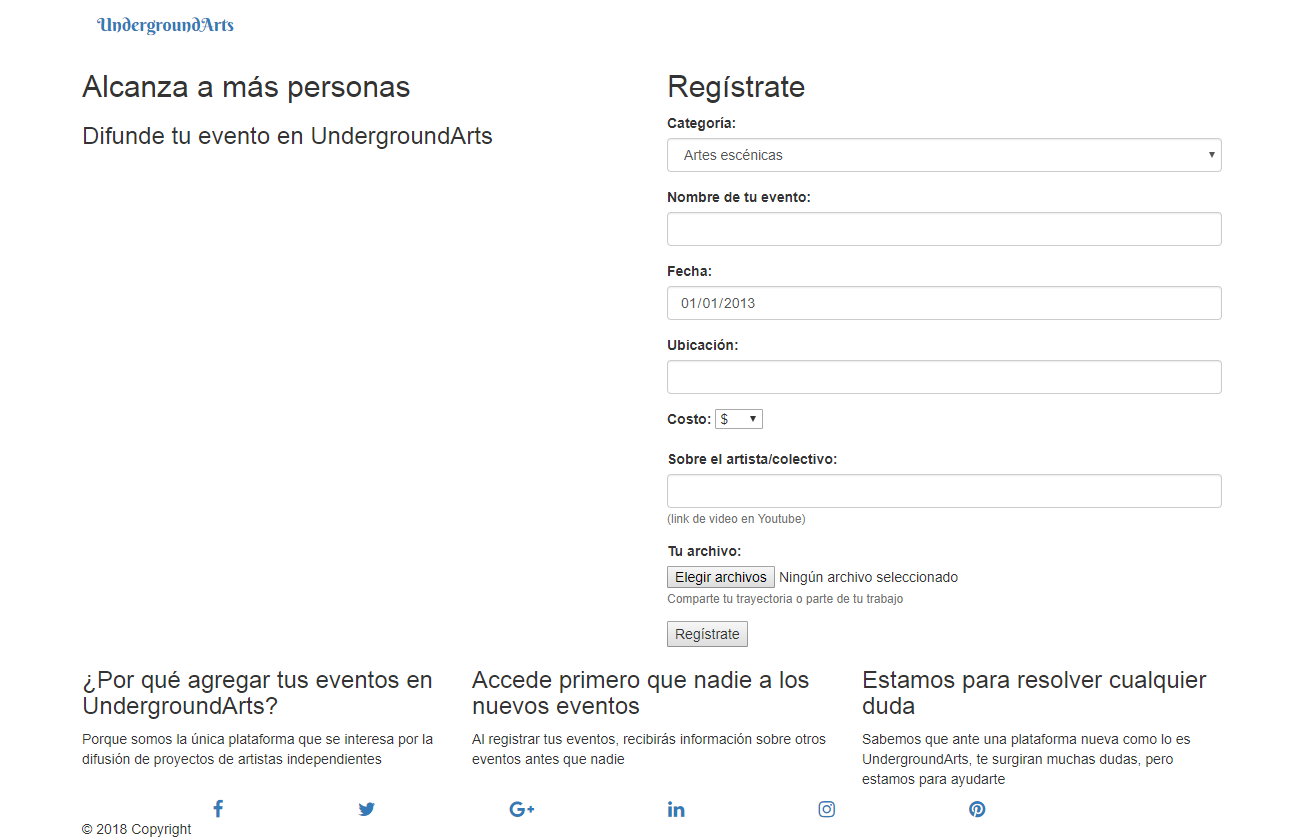 UndergroundArts
Alcanza a más personas
Difunde tu evento en UndergroundArts
Regístrate
Categoría:
Artes escénicas
Nombre de tu evento:
Fecha:
01/01/2013
Ubicación:
Costo: $
Sobre el artista/colectivo:
(link de video en Youtube)
Tu archivo:
Elegir archivos Ningún archivo seleccionado
Comparte tu trayectoria o parte de tu trabajo
Regístrate
¿Por qué agregar tus eventos en
UndergroundArts?
Porque somos la única plataforma que se interesa por la
difusión de proyectos de artistas independientes
Accede primero que nadie a los
nuevos eventos
Al registrar tus eventos, recibirás información sobre otros
eventos antes que nadie
Estamos para resolver cualquier
duda
Sabemos que ante una plataforma nueva como lo es
UndergroundArts, te surgiran muchas dudas, pero
estamos para ayudarte
© 2018 Copyright